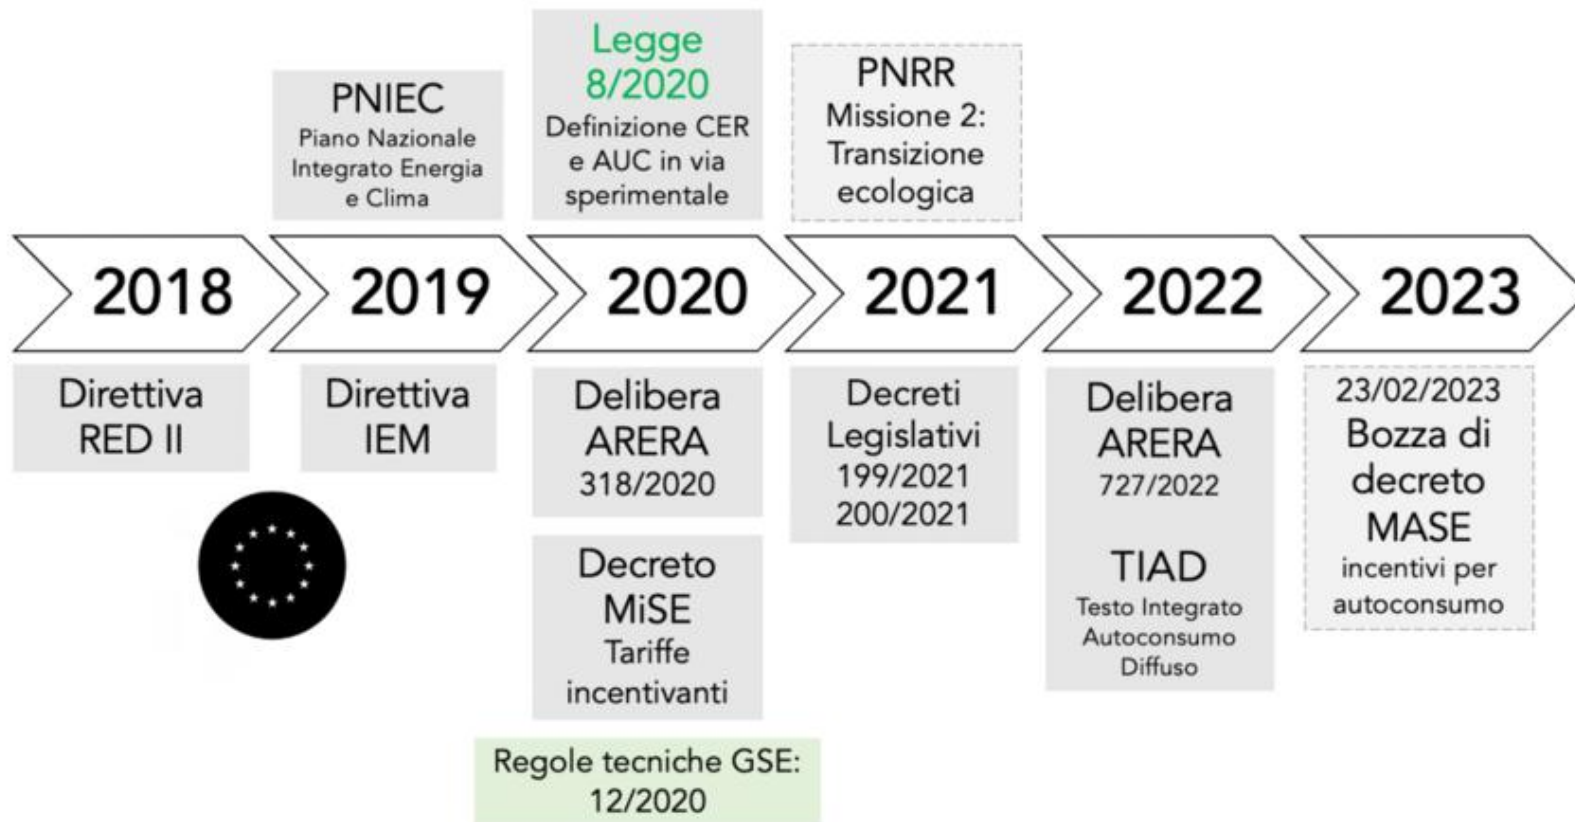 PNIEC
Piano Nazionale
Integrato Energia
e Clima
Legge
8/2020
Definizione CER
e AUC in via
sperimentale
PNRR
Missione 2:
Transizione
ecologica
2018
2019
2020
2021
2022
2023
Direttiva
RED II
Direttiva
IEM
Delibera
ARERA
318/2020
Decreto
MiSE
Tariffe
incentivanti
Regole tecniche GSE:
12/2020
Decreti
Legislativi
199/2021
200/2021
Delibera
ARERA
727/2022
TIAD
Testo Integrato
Autoconsumo
Diffuso
23/02/2023
Bozza di
decreto
MASE
incentivi per
autoconsumo